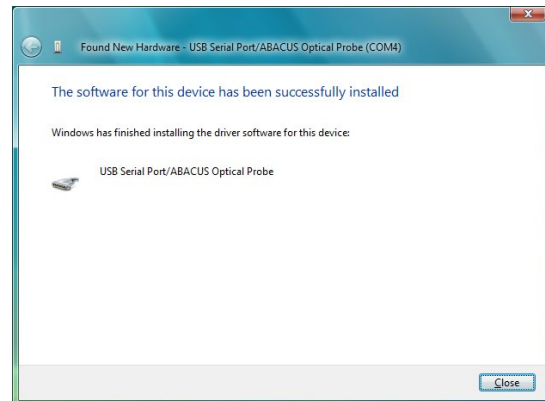 Found New Hardware - USB Serial Port/ABACUS Optical Probe (COM4)
The software for this device has been successfully installed
Windows has finished installing the driver software for this device:
USB Serial Port/ABACUS Optical Probe
Close